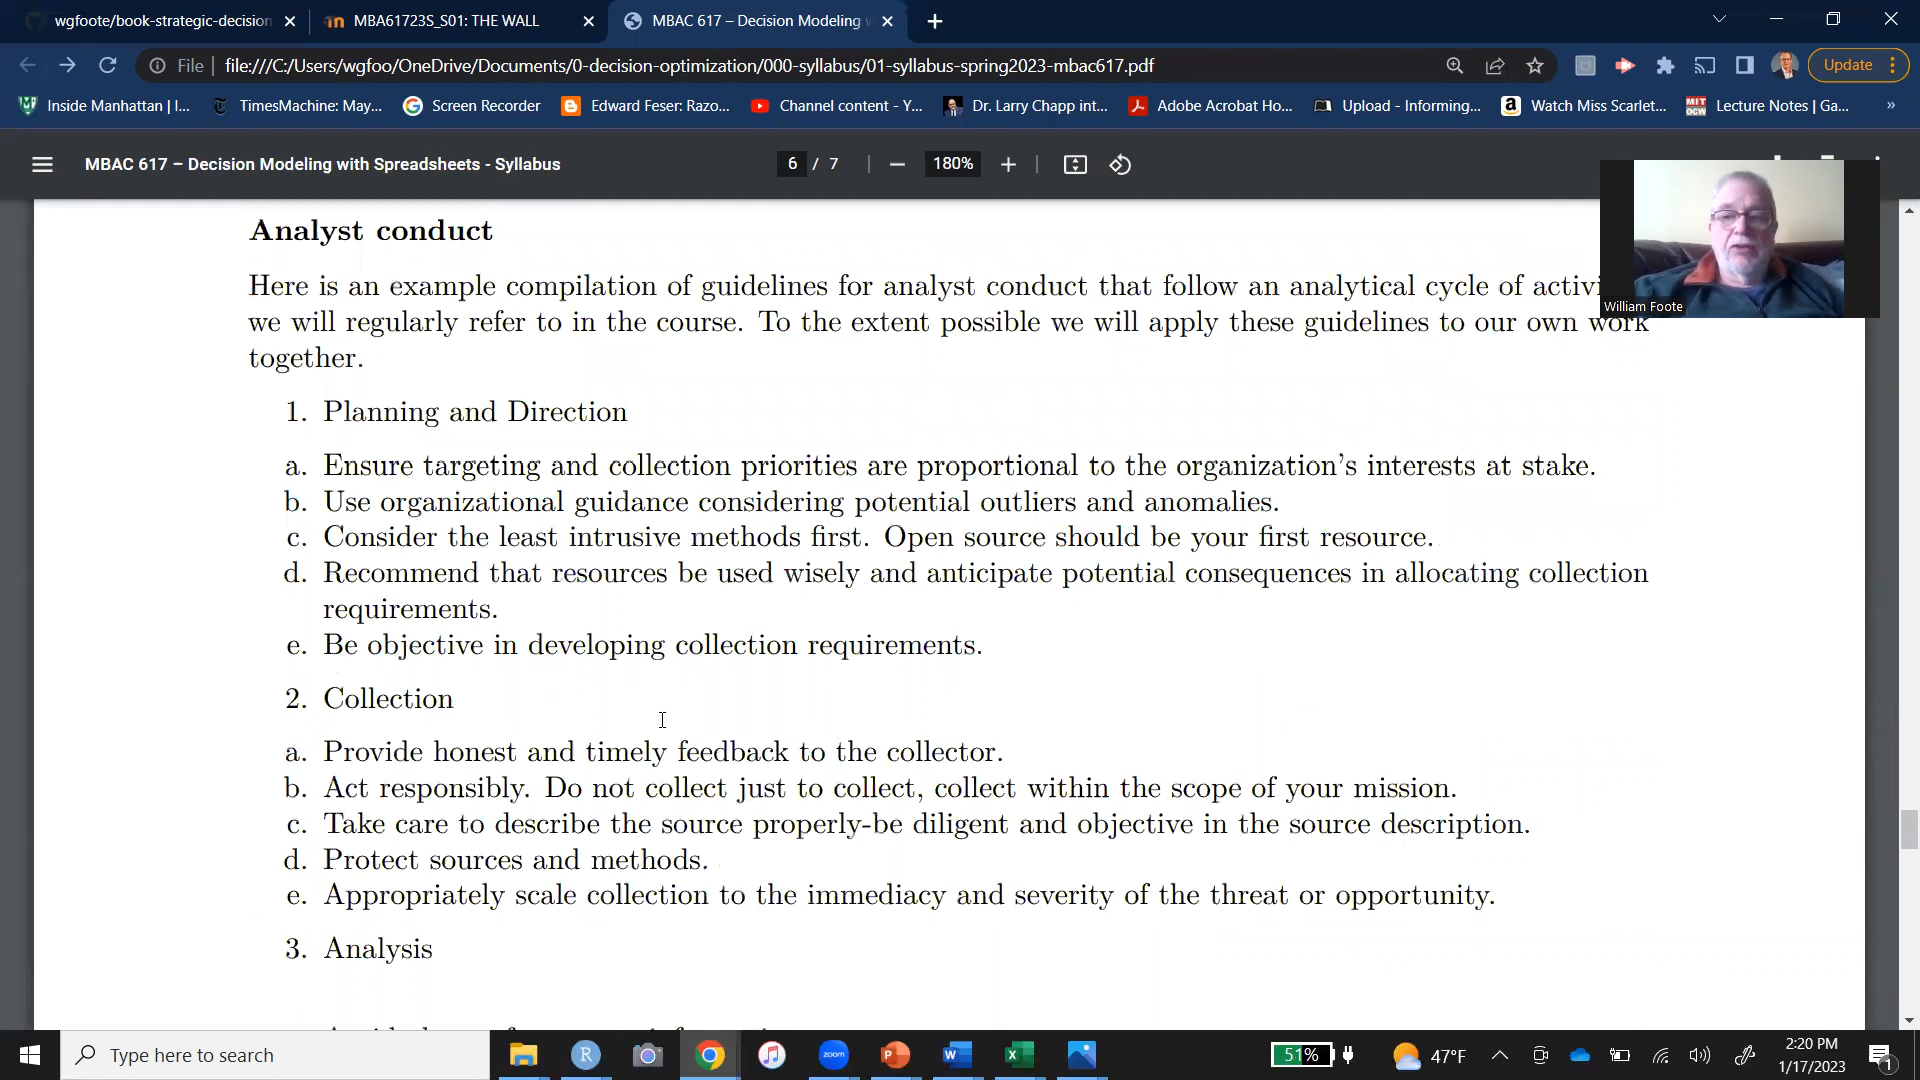 wgfoote/book-strategic-decision
MBA61723S_S01: THE WALL
MBAC 617 – Decision Modeling w
File
file:///C:/Users/wgfoo/OneDrive/Documents/0-decision-optimization/000-syllabus/01-syllabus-spring2023-mbac617.pdf
Update
Inside Manhattan | I...
TimesMachine: May...
Screen Recorder
Edward Feser: Razo...
Channel content - Y...
Dr. Larry Chapp int...
Adobe Acrobat Ho...
Upload - Informing...
Watch Miss Scarlet...
MIT OCW
Lecture Notes | Ga...
»
MBAC 617 – Decision Modeling with Spreadsheets - Syllabus
6 / 7
180%
William Foote
Analyst conduct
Here is an example compilation of guidelines for analyst conduct that follow an analytical cycle of activi
we will regularly refer to in the course. To the extent possible we will apply these guidelines to our own work
together.
1. Planning and Direction
a. Ensure targeting and collection priorities are proportional to the organization's interests at stake.
b. Use organizational guidance considering potential outliers and anomalies.
c. Consider the least intrusive methods first. Open source should be your first resource.
d. Recommend that resources be used wisely and anticipate potential consequences in allocating collection
requirements.
e. Be objective in developing collection requirements.
2. Collection
a. Provide honest and timely feedback to the collector.
b. Act responsibly. Do not collect just to collect, collect within the scope of your mission.
c. Take care to describe the source properly-be diligent and objective in the source description.
d. Protect sources and methods.
e. Appropriately scale collection to the immediacy and severity of the threat or opportunity.
3. Analysis
Type here to search
zoom
51%
47°F
2:20 PM
1/17/2023
1